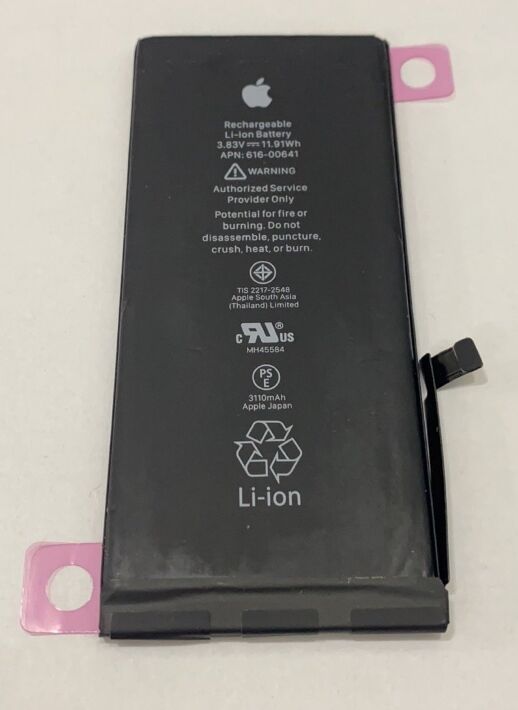 Rechargeable
Li-ion Battery
3.83V⎓11.91Wh
APN: 616-00641
WARNING
Authorized Service
Provider Only
Potential for fire or
burning. Do not
disassemble, puncture,
crush, heat, or burn.
TIS 2217-2548
Apple South Asia
(Thailand) Limited
c RU® US
MH45584
PS
E
3110mAh
Apple Japan
Li-ion